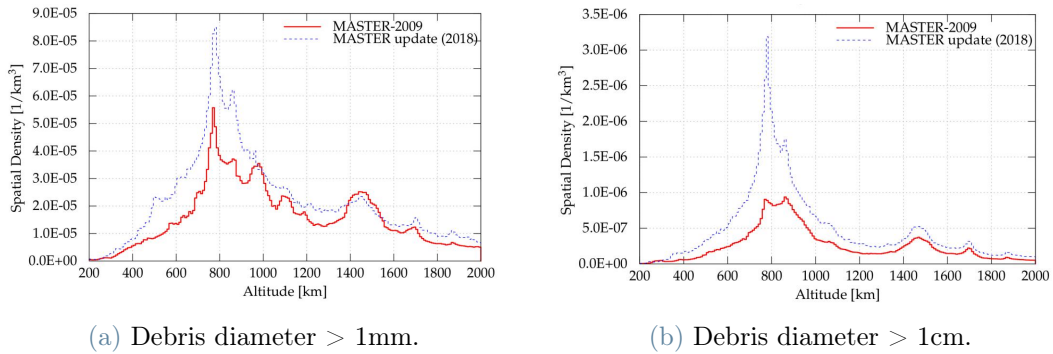 9.0E-05
8.0E-05
7.0E-05
6.0E-05
5.0E-05
4.0E-05
3.0E-05
2.0E-05
1.0E-05
0.0E+00
Spatial Density [1/km³]
MASTER-2009
MASTER update (2018)
200 400 600 800 1000 1200 1400 1600 1800 2000
Altitude [km]
(a) Debris diameter > 1mm.
3.5E-06
3.0E-06
2.5E-06
2.0E-06
1.5E-06
1.0E-06
5.0E-07
0.0E+00
Spatial Density [1/km³]
MASTER-2009
MASTER update (2018)
200 400 600 800 1000 1200 1400 1600 1800 2000
Altitude [km]
(b) Debris diameter > 1cm.